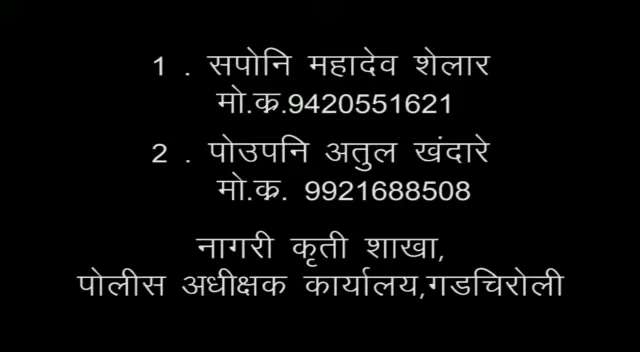 1 . सपोनि महादेव शेलार
मो.क्र.9420551621
2 . पोउपनि अतुल खंदारे
मो.क्र. 9921688508
नागरी कृती शाखा,
पोलीस अधीक्षक कार्यालय,गडचिरोली